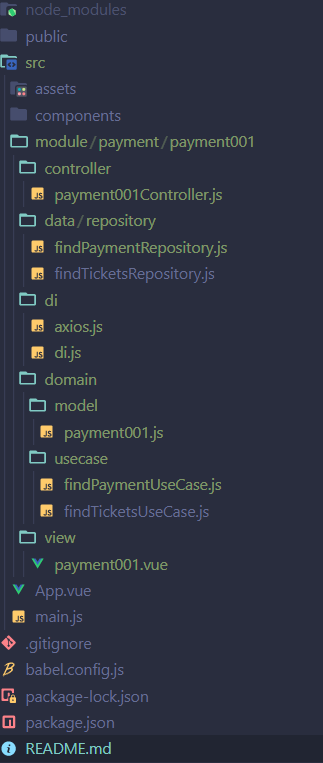 node_modules
public
src
assets
components
module/payment/payment001
controller
payment001Controller.js
data/repository
findPaymentRepository.js
findTicketsRepository.js
di
axios.js
di.js
domain
model
payment001.js
usecase
findPaymentUseCase.js
findTicketsUseCase.js
view
payment001.vue
App.vue
main.js
.gitignore
babel.config.js
package-lock.json
package.json
README.md